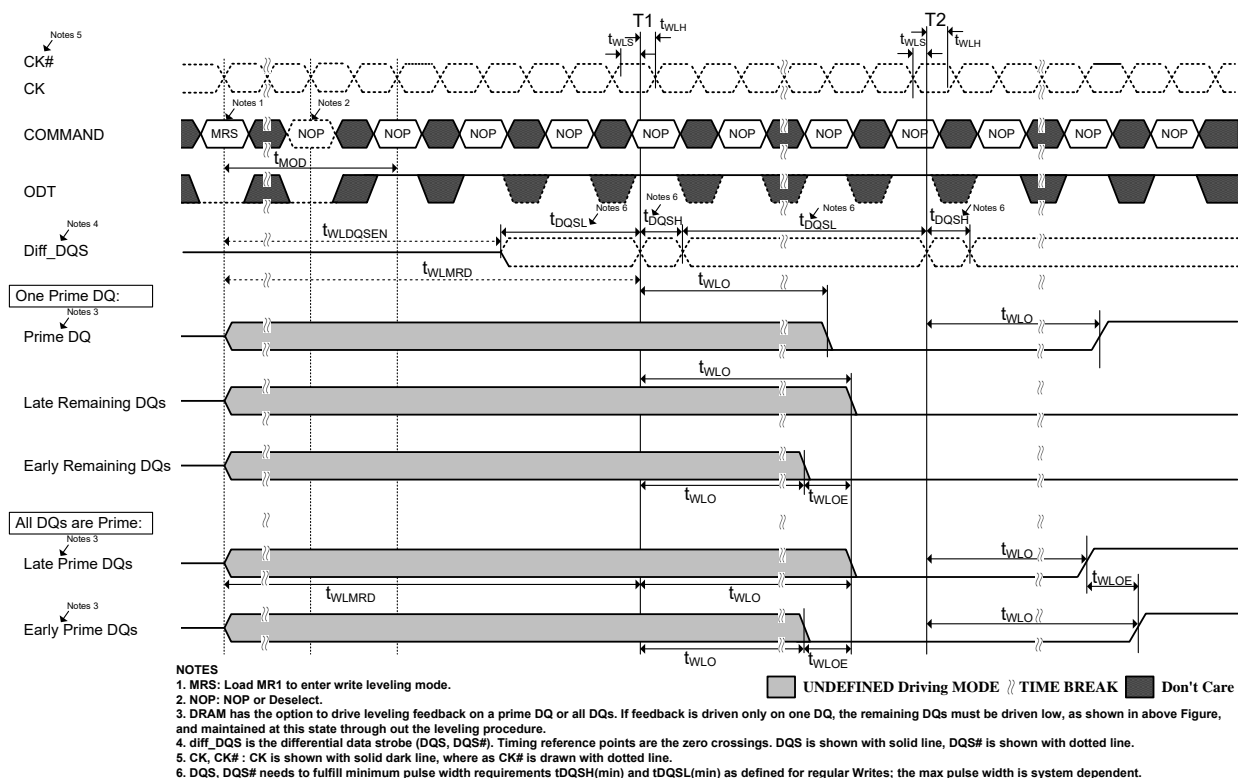 T1 T2
tWLS tWLH tWLS tWLH
Notes 5
CK#
CK
Notes 1 Notes 2
COMMAND MRS NOP NOP NOP NOP NOP NOP NOP NOP NOP NOP NOP
tMOD
ODT
Notes 6 Notes 6 Notes 6 Notes 6
tDQSL tDQSH tDQSL tDQSH
Notes 4
tWLDQSEN
Diff_DQS
tWLMRD
tWLO
One Prime DQ:
Notes 3
tWLO
Prime DQ
tWLO
Late Remaining DQs
Early Remaining DQs
tWLO tWLOE
All DQs are Prime:
Notes 3
tWLO
Late Prime DQs
tWLOE
tWLMRD tWLO
Notes 3
tWLO
Early Prime DQs
tWLO tWLOE
NOTES
1. MRS: Load MR1 to enter write leveling mode.
UNDEFINED Driving MODE TIME BREAK Don't Care
2. NOP: NOP or Deselect.
3. DRAM has the option to drive leveling feedback on a prime DQ or all DQs. If feedback is driven only on one DQ, the remaining DQs must be driven low, as shown in above Figure,
and maintained at this state through out the leveling procedure.
4. diff_DQS is the differential data strobe (DQS, DQS#). Timing reference points are the zero crossings. DQS is shown with solid line, DQS# is shown with dotted line.
5. CK, CK# : CK is shown with solid dark line, where as CK# is drawn with dotted line.
6. DQS, DQS# needs to fulfill minimum pulse width requirements tDQSH(min) and tDQSL(min) as defined for regular Writes; the max pulse width is system dependent.